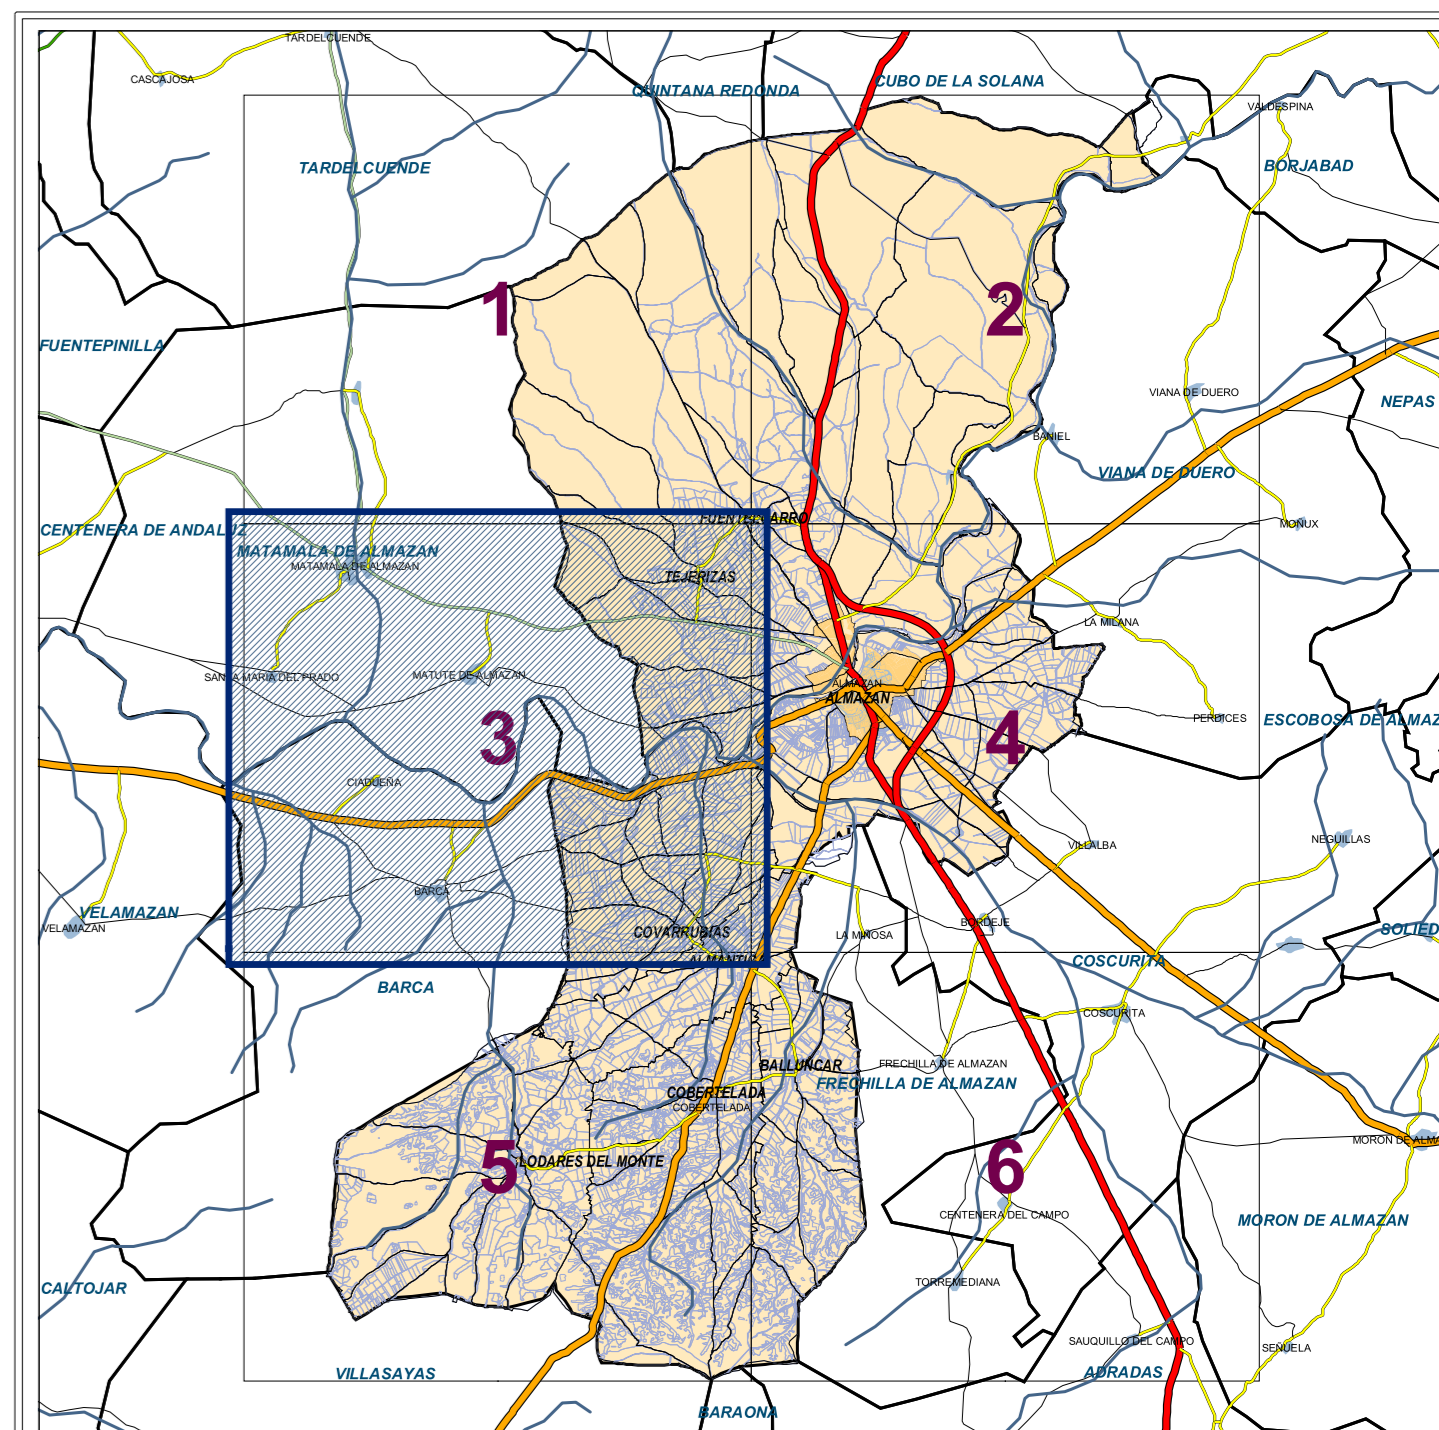 TARDELCUENDE
CASCAJOSA
QUINTANA REDONDA
CUBO DE LA SOLANA
VALDESPINA
TARDELCUENDE
BORJABAD
1
2
FUENTEPINILLA
VIANA DE DUERO
NEPAS
BANIEL
VIANA DE DUERO
FUENTELCARRO
MOÑUX
CENTENERA DE ANDALUZ
MATAMALA DE ALMAZAN
MATAMALA DE ALMAZAN
TEJERIZAS
LA MILANA
SANTA MARIA DEL PRADO
MATUTE DE ALMAZAN
ALMAZAN
ALMAZAN
PERDICES
ESCOBOSA DE ALMAZ
3
4
CIADUEÑA
VILLALBA
NEGUILLAS
BARCA
VELAMAZAN
VELAMAZAN
COVARRUBIAS
LA MIÑOSA
BORDEJE
SOLIED
ALMANTIGA
COSCURITA
BARCA
COSCURITA
BALLUNCAR
FRECHILLA DE ALMAZAN
FRECHILLA DE ALMAZAN
COBERTELADA
COBERTELADA
MORON DE ALMA
5
LODARES DEL MONTE
6
CENTENERA DEL CAMPO
MORON DE ALMAZAN
CALTOJAR
TORREMEDIANA
SAUQUILLO DEL CAMPO
SEÑUELA
VILLASAYAS
ADRADAS
BARAONA